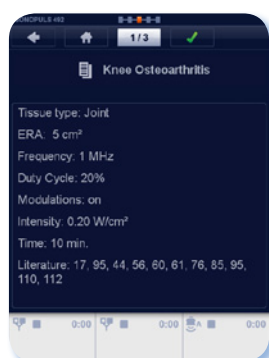 SONOPULS 492
1/3
Knee Osteoarthritis
Tissue type: Joint
ERA: 5 cm²
Frequency: 1 MHz
Duty Cycle: 20%
Modulations: on
Intensity: 0.20 W/cm²
Time: 10 min.
Literature: 17, 95, 44, 56, 60, 61, 76, 85, 95,
110, 112
0:00 0:00 A 0:00